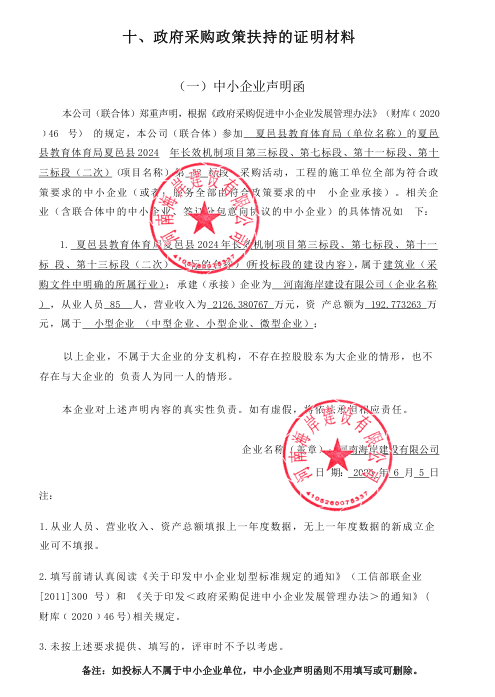 十、政府采购政策扶持的证明材料
（一）中小企业声明函
本公司（联合体）郑重声明，根据《政府采购促进中小企业发展管理办法》（财库﹝2020
﹞46 号） 的规定，本公司（联合体）参加 夏邑县教育体育局（单位名称）的夏邑
县教育体育局夏邑县2024 年长效机制项目第三标段、第七标段、第十一标段、第十
三标段（二次）(项目名称) 第 标段 采购活动，工程的施工单位全部为符合政
策要求的中小企业（或者：服务全部由符合政策要求的中 小企业承接）。相关企
业（含联合体中的中小企业、签订分包意向协议的中小企业）的具体情况如 下：
1. 夏邑县教育体育局夏邑县2024年长效机制项目第三标段、第七标段、第十一
标 段、第十三标段（二次） (所投标段的建设内容)，属于建筑业（采
购文件中明确的所属行业)；承建（承接）企业为 河南海岸建设有限公司（企业名称
），从业人员 85 人，营业收入为 2126.380767 万元，资 产总额为 192.773263 万
元，属于 小型企业 （中型企业、小型企业、微型企业）；
以上企业，不属于大企业的分支机构，不存在控股股东为大企业的情形，也不
存在与大企业的 负责人为同一人的情形。
本企业对上述声明内容的真实性负责。如有虚假，将依法承担相应责任。
企业名称（盖章）：河南海岸建设有限公司
日 期： 2025 年 6 月 5 日
注：
1.从业人员、营业收入、资产总额填报上一年度数据，无上一年度数据的新成立企
业可不填报。
2.填写前请认真阅读《关于印发中小企业划型标准规定的通知》（工信部联企业
[2011]300 号）和 《关于印发＜政府采购促进中小企业发展管理办法＞的通知》(
财库﹝2020﹞46号)相关规定。
3.未按上述要求提供、填写的，评审时不予以考虑。
备注：如投标人不属于中小企业单位，中小企业声明函则不用填写或可删除。
河南海岸建设有限公司
4105260075337
河南海岸建设有限公司
4105260075337